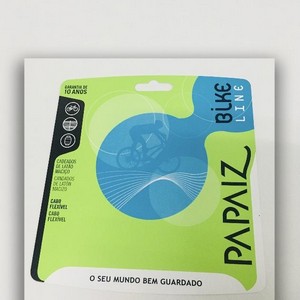 GARANTIA DE
10 ANOS
BIKE
LINE
PAPAIZ
CADEADOS
DE LATÃO
MACIÇO
CANDADOS
DE LATÓN
MACIZO
CABO
FLEXÍVEL
CABLE
FLEXIVEL
O SEU MUNDO BEM GUARDADO